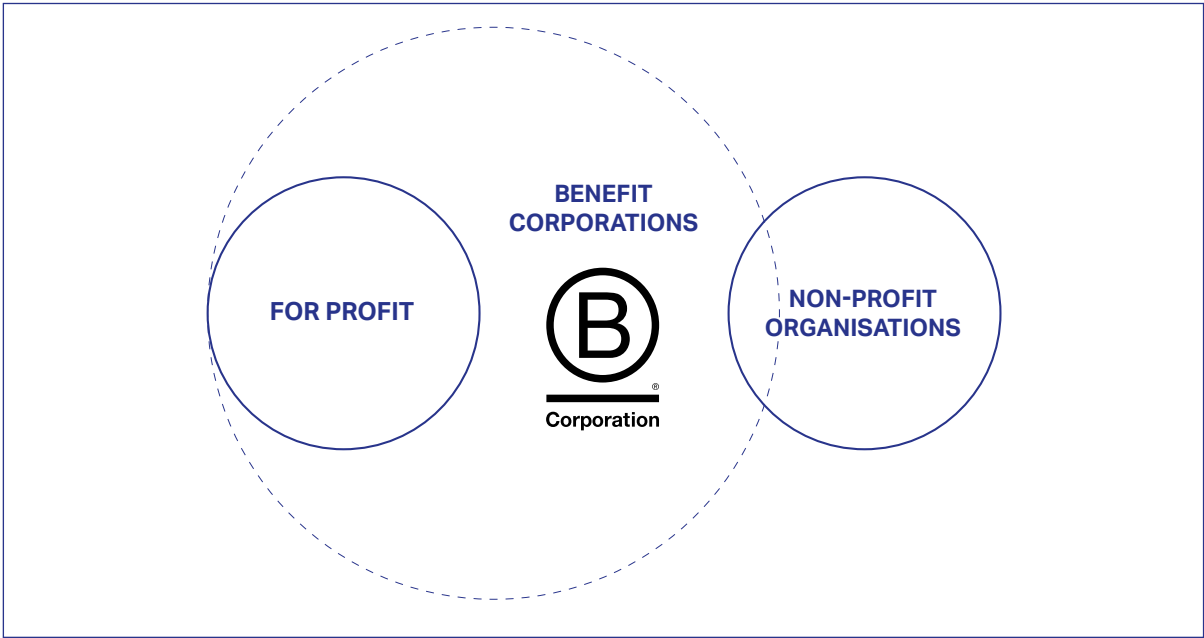 BENEFIT
CORPORATIONS
FOR PROFIT
NON-PROFIT
ORGANISATIONS
B
®
Corporation